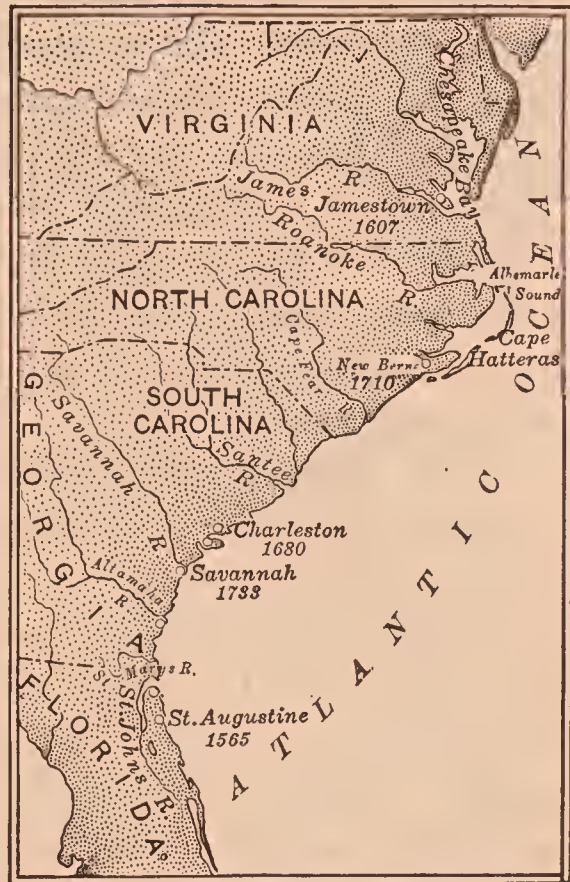 VIRGINIA
Chesapeake Bay
James R
Jamestown
1607
Roanoke R
Albemarle
Sound
NORTH CAROLINA
Cape Fear R
New Berne
1710
Cape
Hatteras
SOUTH
CAROLINA
Santee
R
Savannah R
GEORGIA
Charleston
1680
Savannah
1733
Altamaha
R
St. Marys R.
St. Johns R
St. Augustine
1565
FLORIDA
ATLANTIC OCEAN